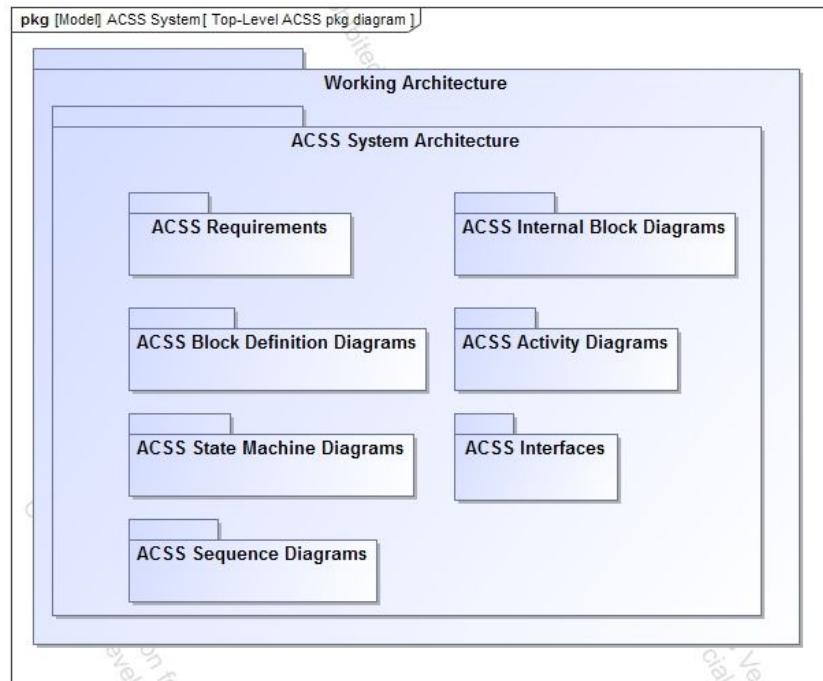 pkg [Model] ACSS System[ Top-Level ACSS pkg diagram ]
Working Architecture
ACSS System Architecture
ACSS Requirements
ACSS Internal Block Diagrams
ACSS Block Definition Diagrams
ACSS Activity Diagrams
ACSS State Machine Diagrams
ACSS Interfaces
ACSS Sequence Diagrams